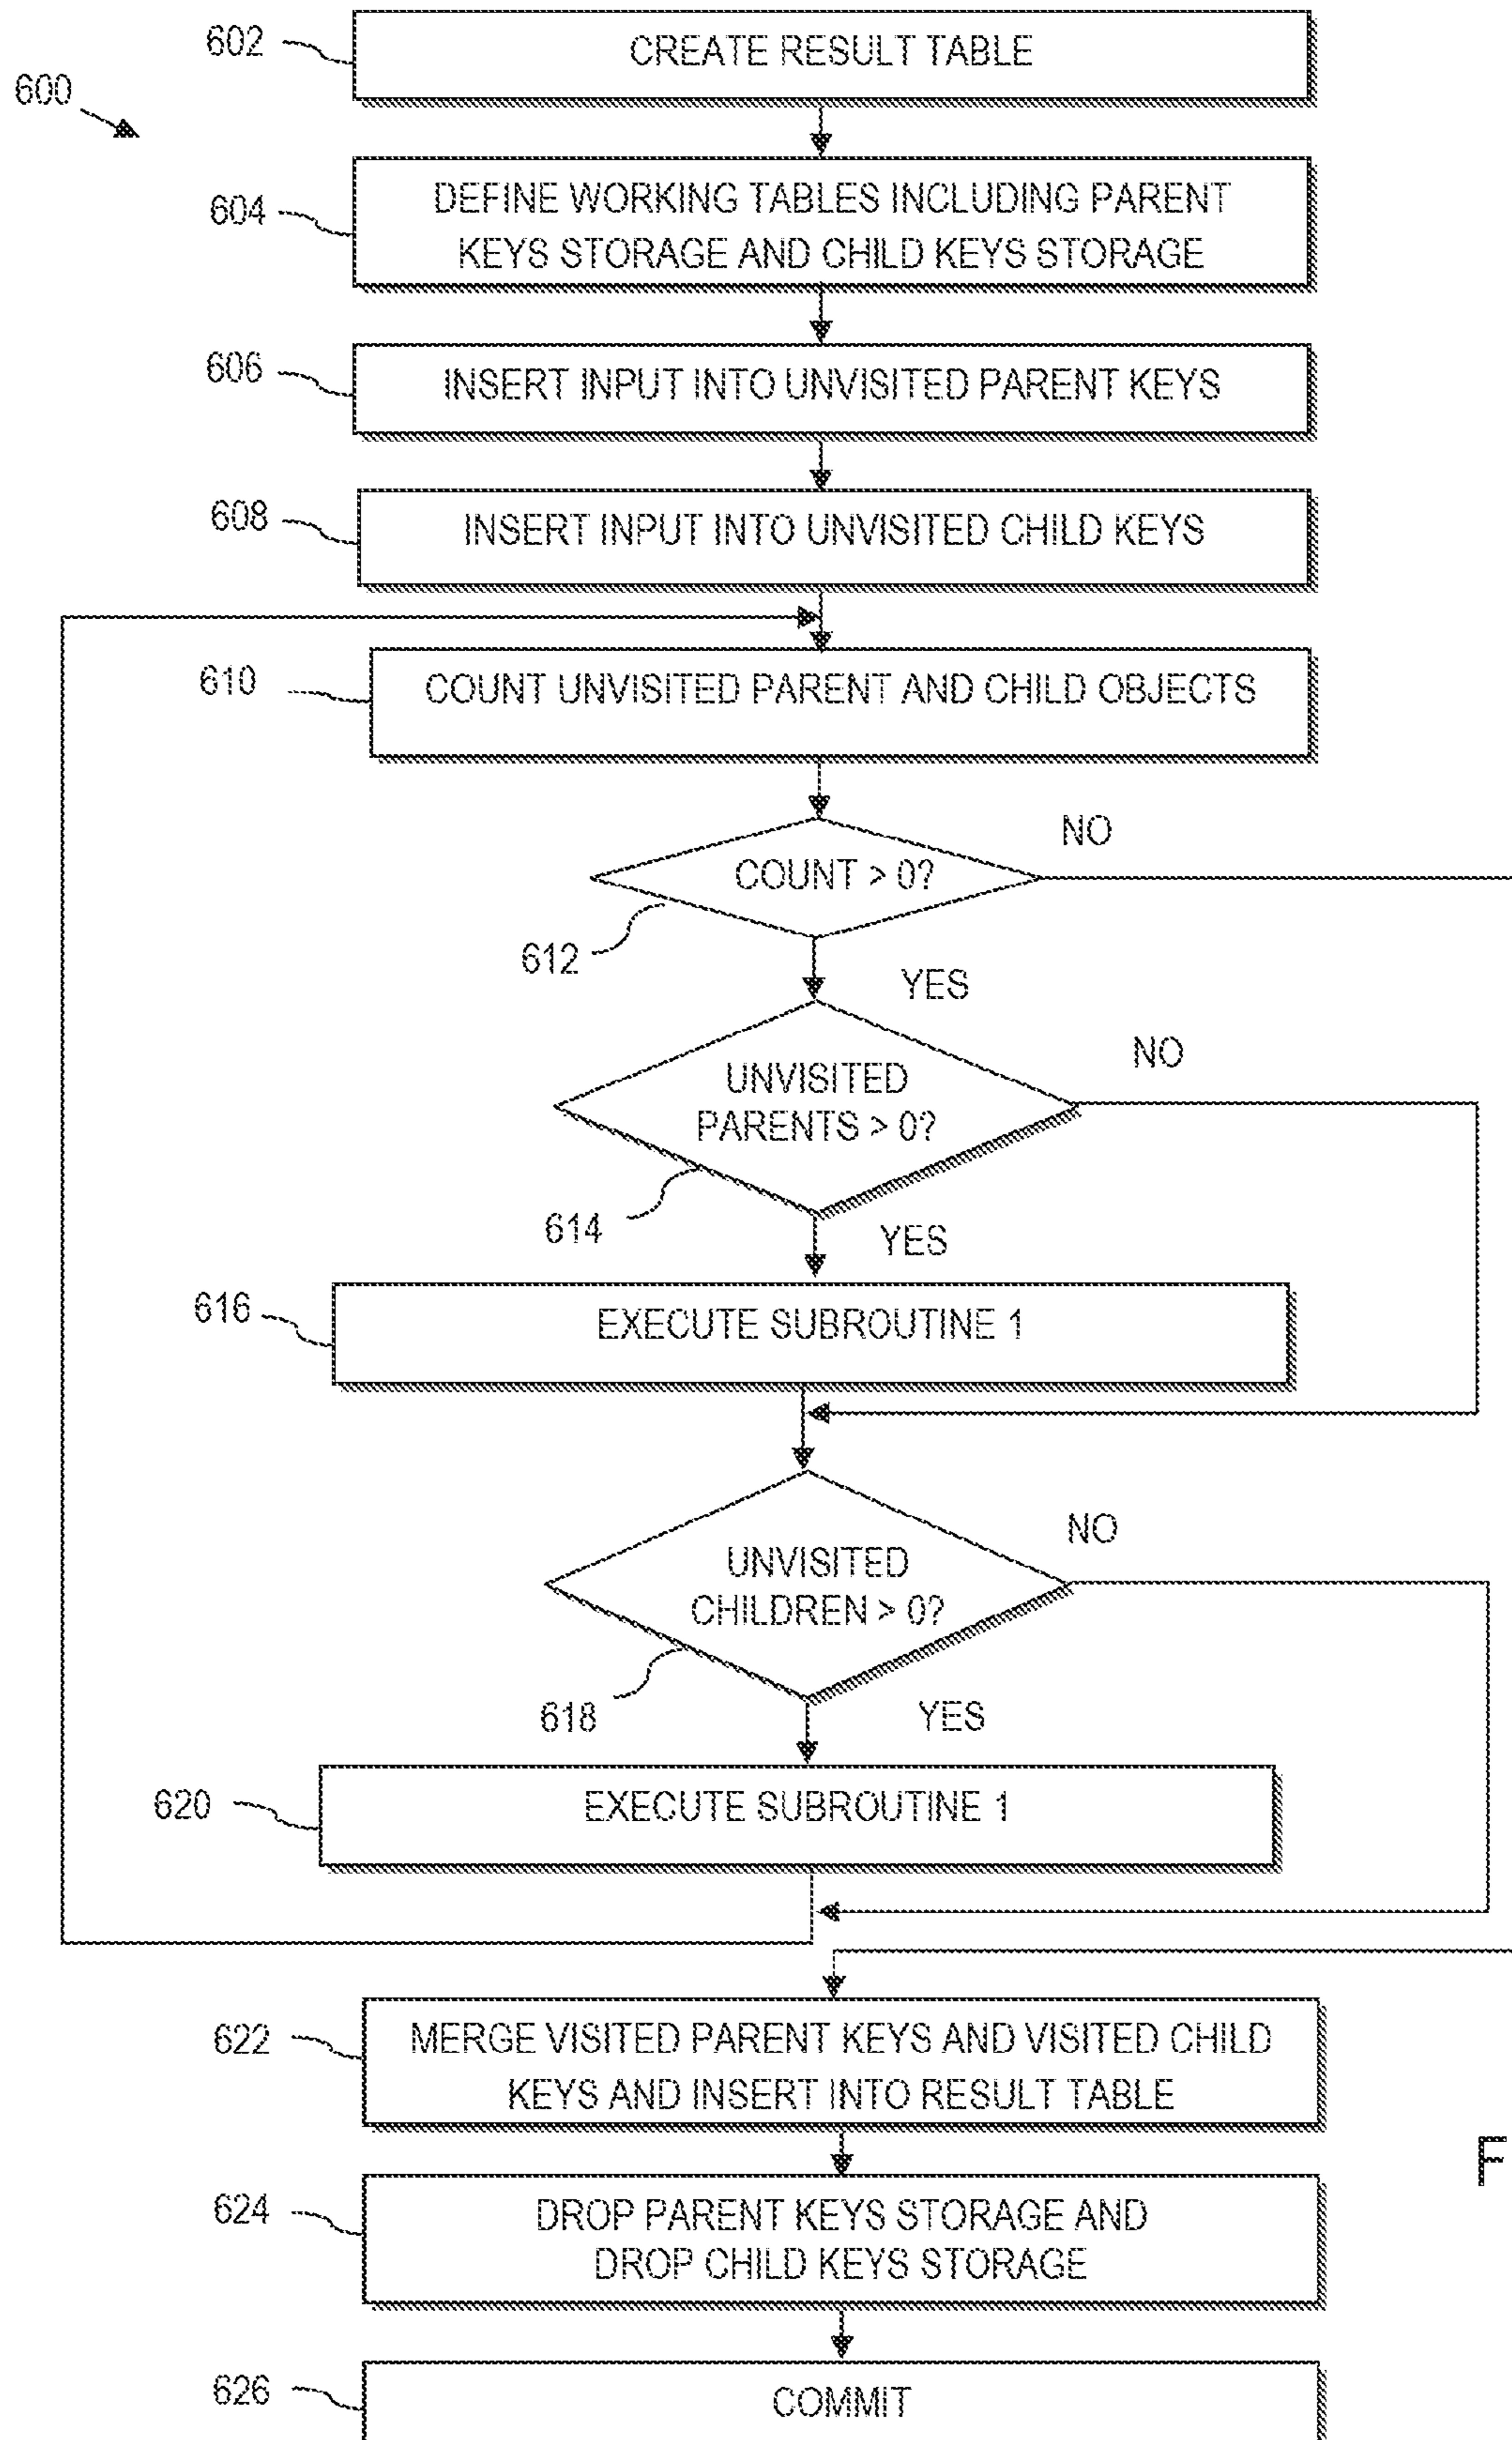 602
CREATE RESULT TABLE
600
604
DEFINE WORKING TABLES INCLUDING PARENT
KEYS STORAGE AND CHILD KEYS STORAGE
606
INSERT INPUT INTO UNVISITED PARENT KEYS
608
INSERT INPUT INTO UNVISITED CHILD KEYS
610
COUNT UNVISITED PARENT AND CHILD OBJECTS
NO
COUNT > 0?
612
YES
NO
UNVISITED
PARENTS > 0?
614
YES
616
EXECUTE SUBROUTINE 1
NO
UNVISITED
CHILDREN > 0?
618
YES
620
EXECUTE SUBROUTINE 1
622
MERGE VISITED PARENT KEYS AND VISITED CHILD
KEYS AND INSERT INTO RESULT TABLE
F
624
DROP PARENT KEYS STORAGE AND
DROP CHILD KEYS STORAGE
626
COMMIT